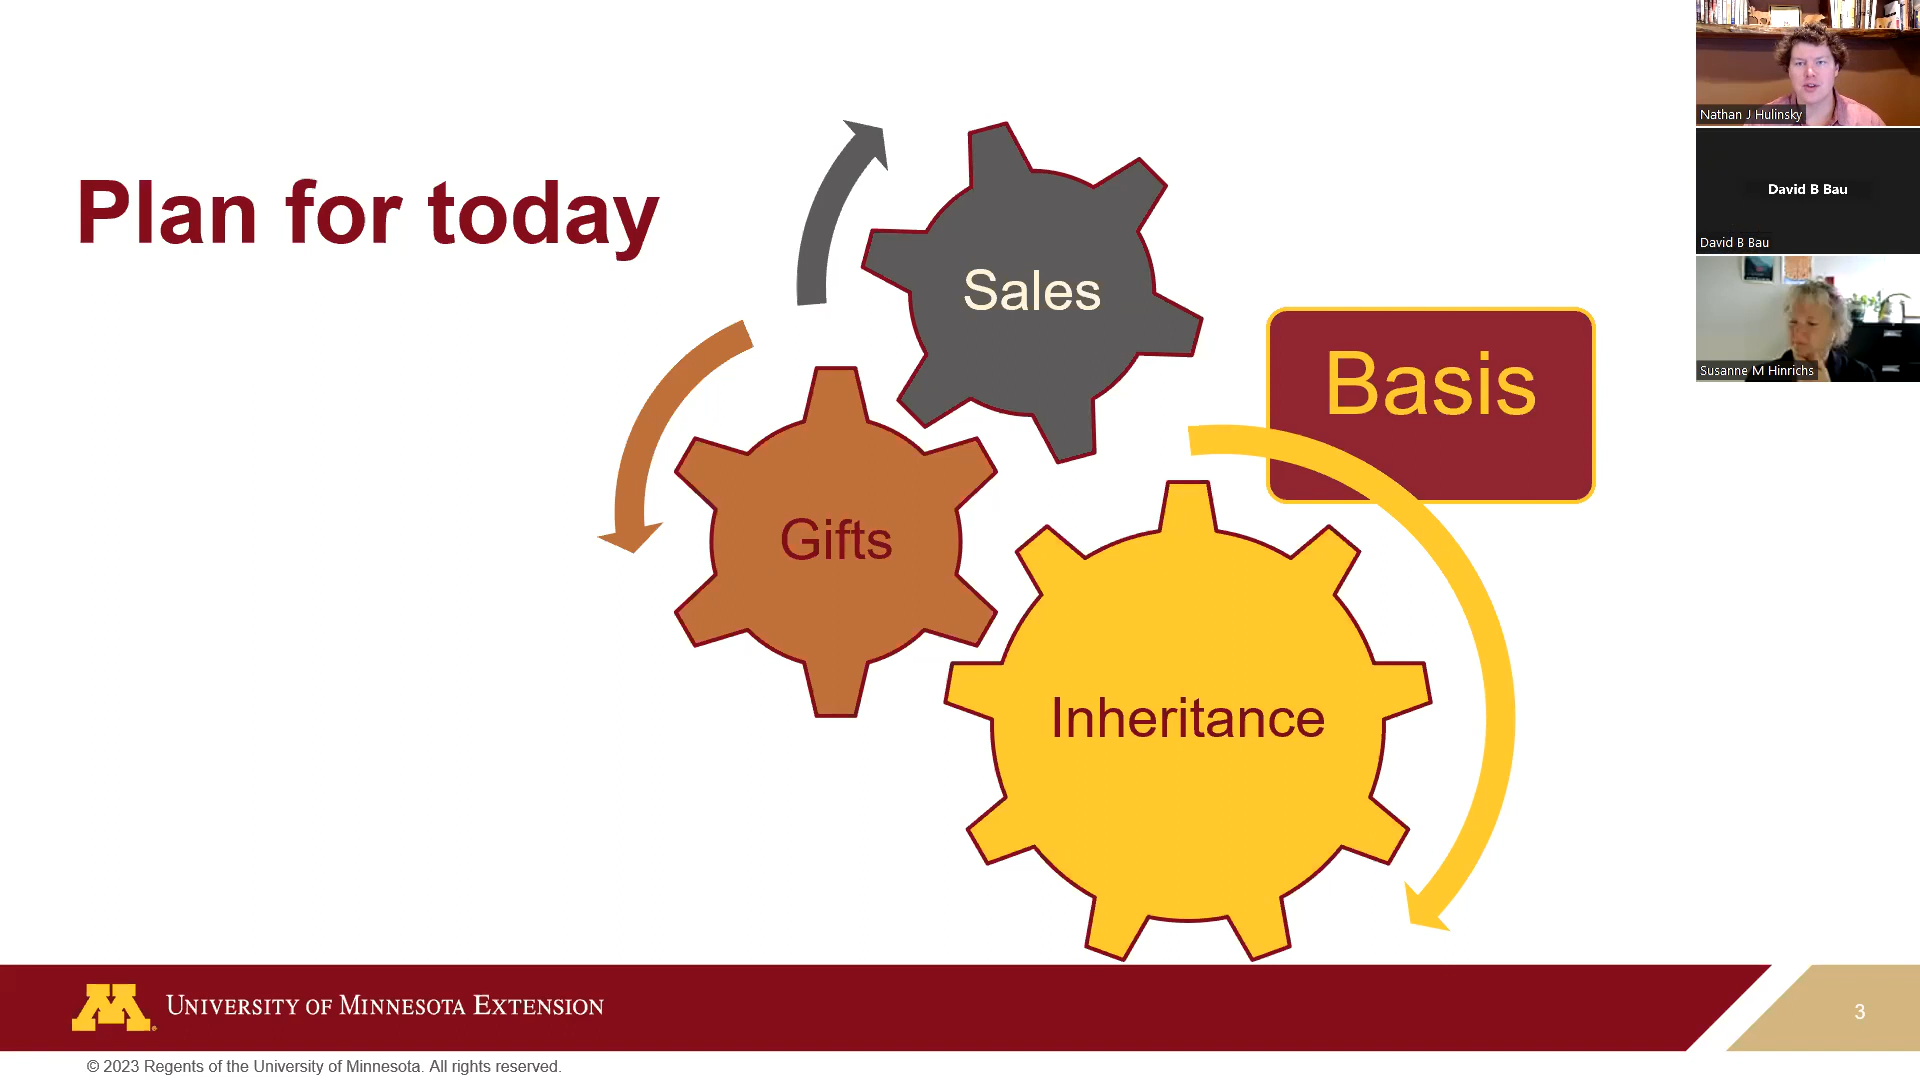 Plan for today
Sales
Basis
Gifts
Inheritance
Nathan J Hulinsky
David B Bau
David B Bau
Susanne M Hinrichs
UNIVERSITY OF MINNESOTA EXTENSION
3
© 2023 Regents of the University of Minnesota. All rights reserved.